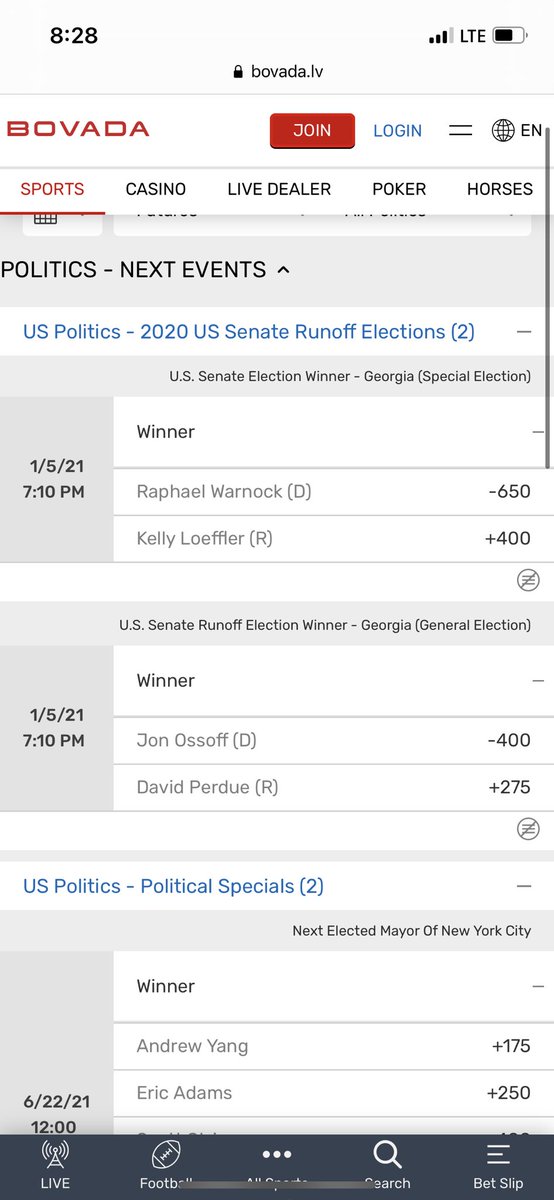 8:28
LTE
bovada.lv
BOVADA
JOIN
LOGIN
EN
SPORTS
CASINO
LIVE DEALER
POKER
HORSES
Futures
All Politics
POLITICS - NEXT EVENTS
US Politics - 2020 US Senate Runoff Elections (2)
U.S. Senate Election Winner - Georgia (Special Election)
1/5/21
7:10 PM
Winner
Raphael Warnock (D)
-650
Kelly Loeffler (R)
+400
U.S. Senate Runoff Election Winner - Georgia (General Election)
1/5/21
7:10 PM
Winner
Jon Ossoff (D)
-400
David Perdue (R)
+275
US Politics - Political Specials (2)
Next Elected Mayor Of New York City
6/22/21
12:00
Winner
Andrew Yang
+175
Eric Adams
+250
LIVE
Football
All Sports
Search
Bet Slip